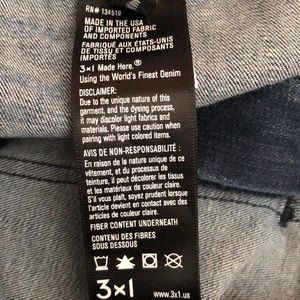 RN# 134519
MADE IN THE USA
OF IMPORTED FABRIC
AND COMPONENTS
FABRIQUÉ AUX ÉTATS-UNIS
DE TISSU ET COMPOSANTS
IMPORTÉS
3×1 Made Here.®
Using the World's Finest Denim
DISCLAIMER:
Due to the unique nature of this
garment, and the dyeing process,
it may discolor light fabrics and
materials. Please use caution when
pairing with light colored items.
AVIS DE NON-RESPONSABILITÉ:
En raison de la nature unique de ce
vêtement, et du processus de
teinture, il peut décolorer les tissus
et les matériaux de couleur claire.
S'il vous plaît, soyez prudent lorsque
l'article devient en contact avec des
objets de couleur claire.
FIBER CONTENT UNDERNEATH
CONTENU DES FIBRES
SOUS DESSOUS
3×1
www.3x1.us